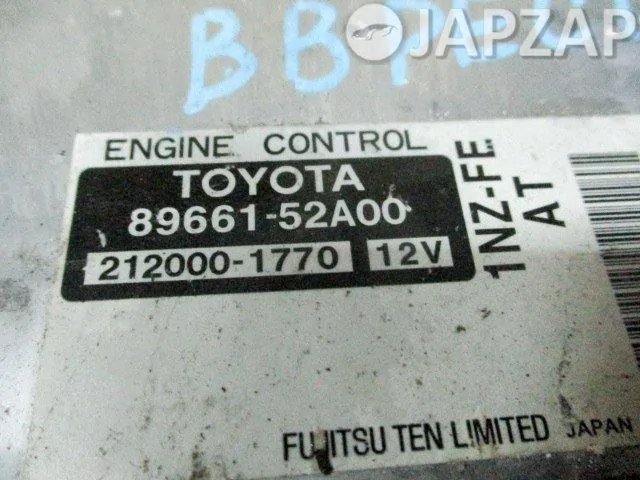 JAPZAP
ENGINE CONTROL
TOYOTA
89661-52A00
212000-1770 12V
1NZ-FE
AT
FUJITSU TEN LIMITED JAPAN